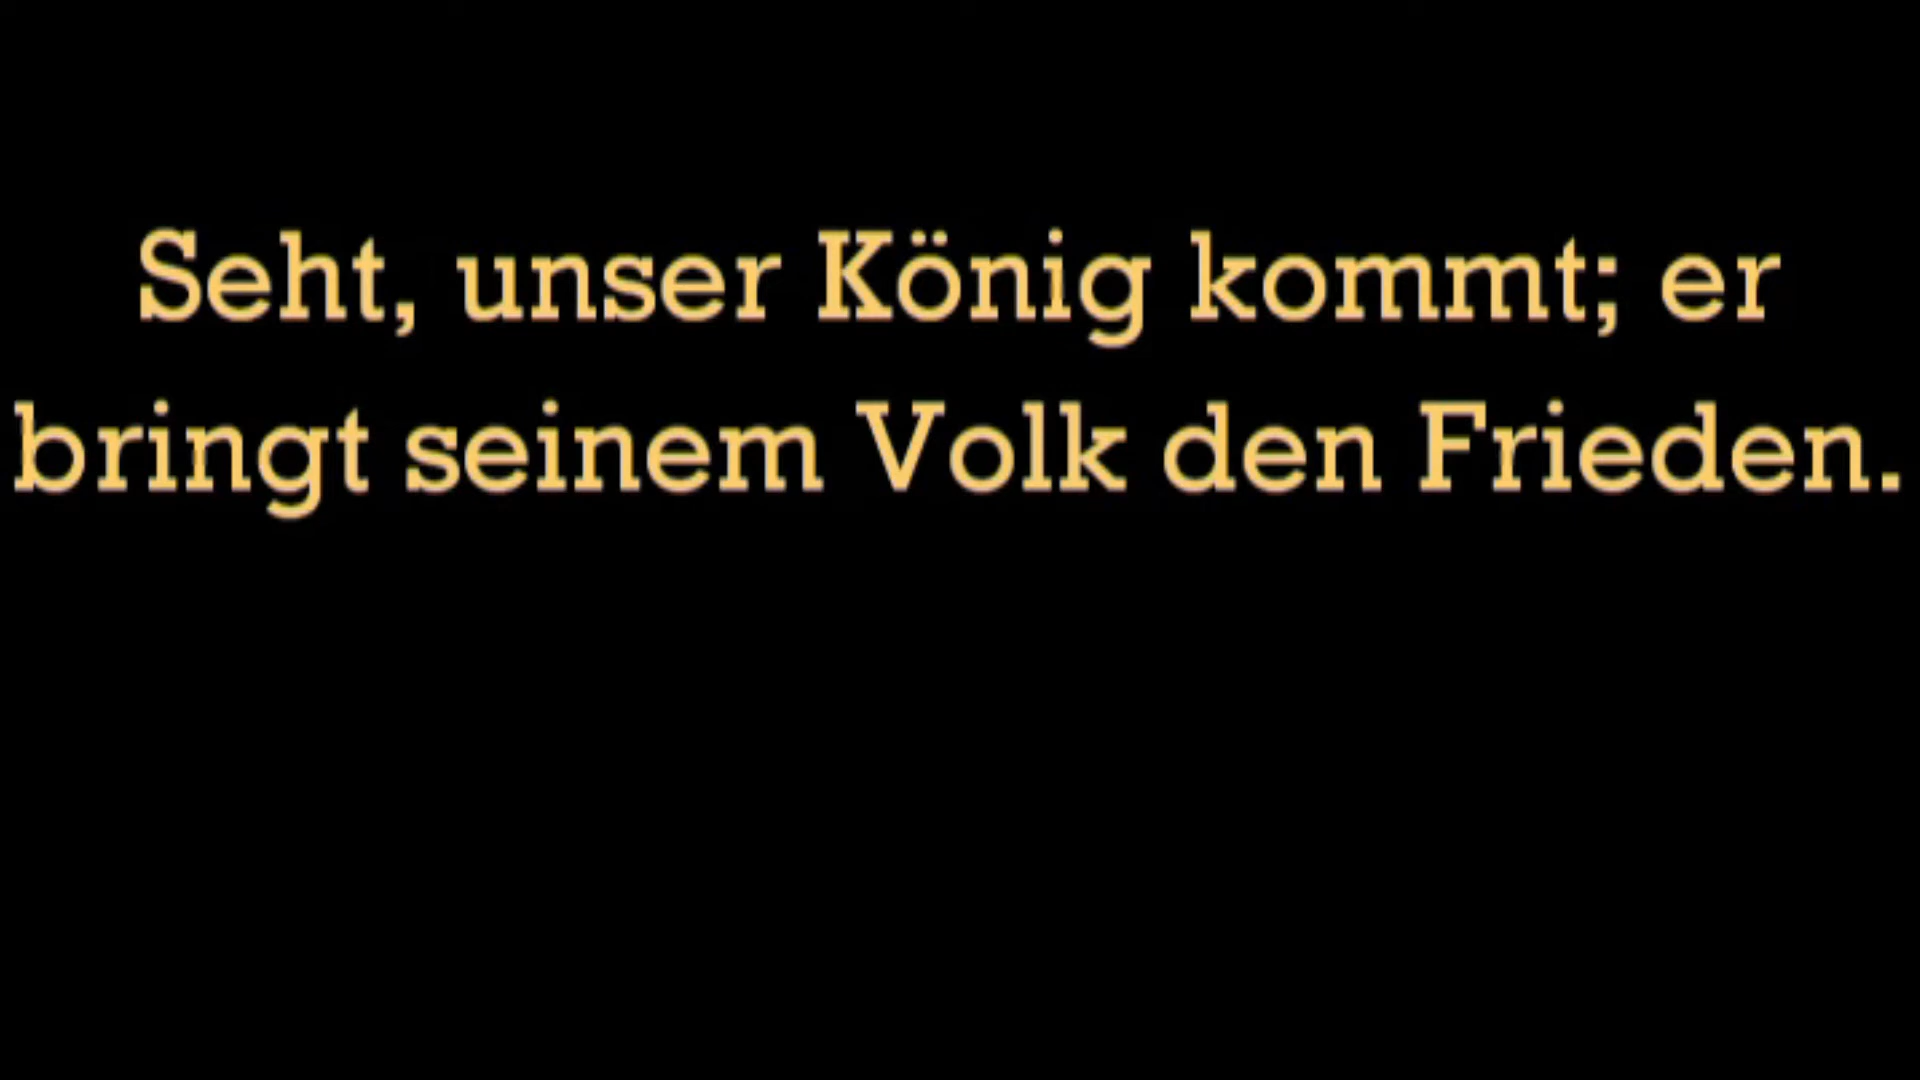 Seht, unser König kommt; er
bringt seinem Volk den Frieden.